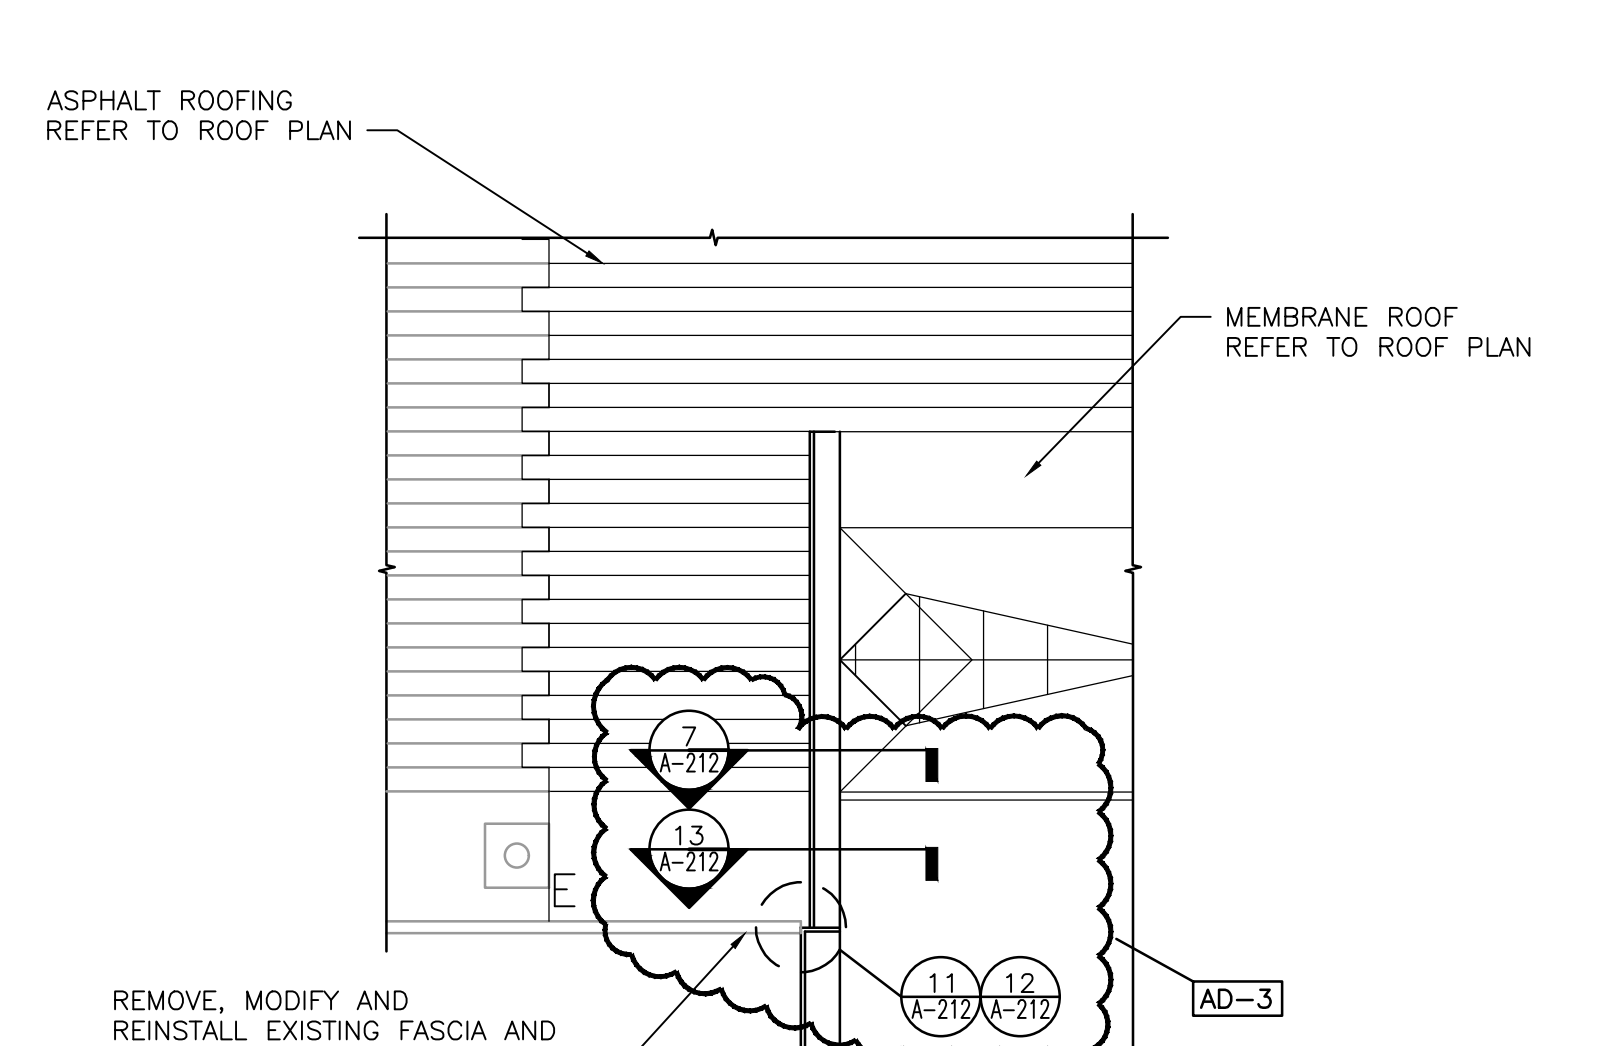 ASPHALT ROOFING
REFER TO ROOF PLAN
MEMBRANE ROOF
REFER TO ROOF PLAN
7
A-212
13
A-212
E
11
A-212
12
A-212
AD-3
REMOVE, MODIFY AND
REINSTALL EXISTING FASCIA AND